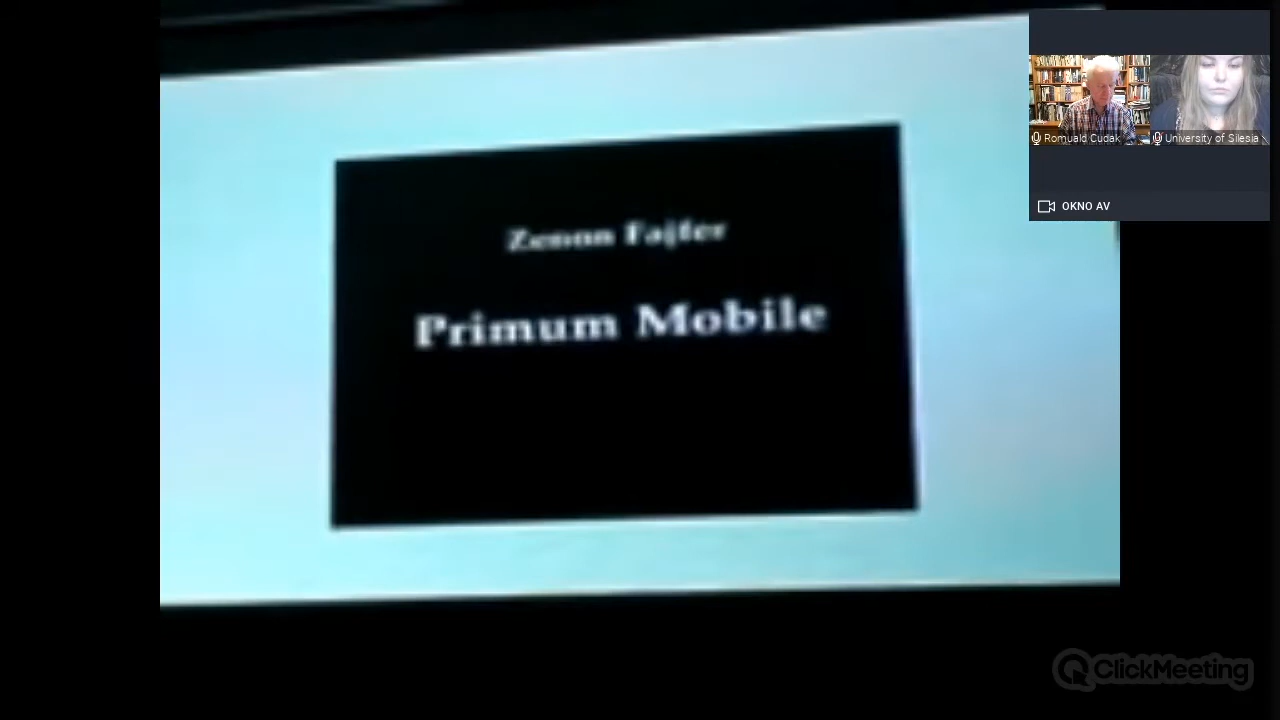 Zenon Fajfer
Primum Mobile
Romuald Cudak
University of Silesia
OKNO AV
ClickMeeting